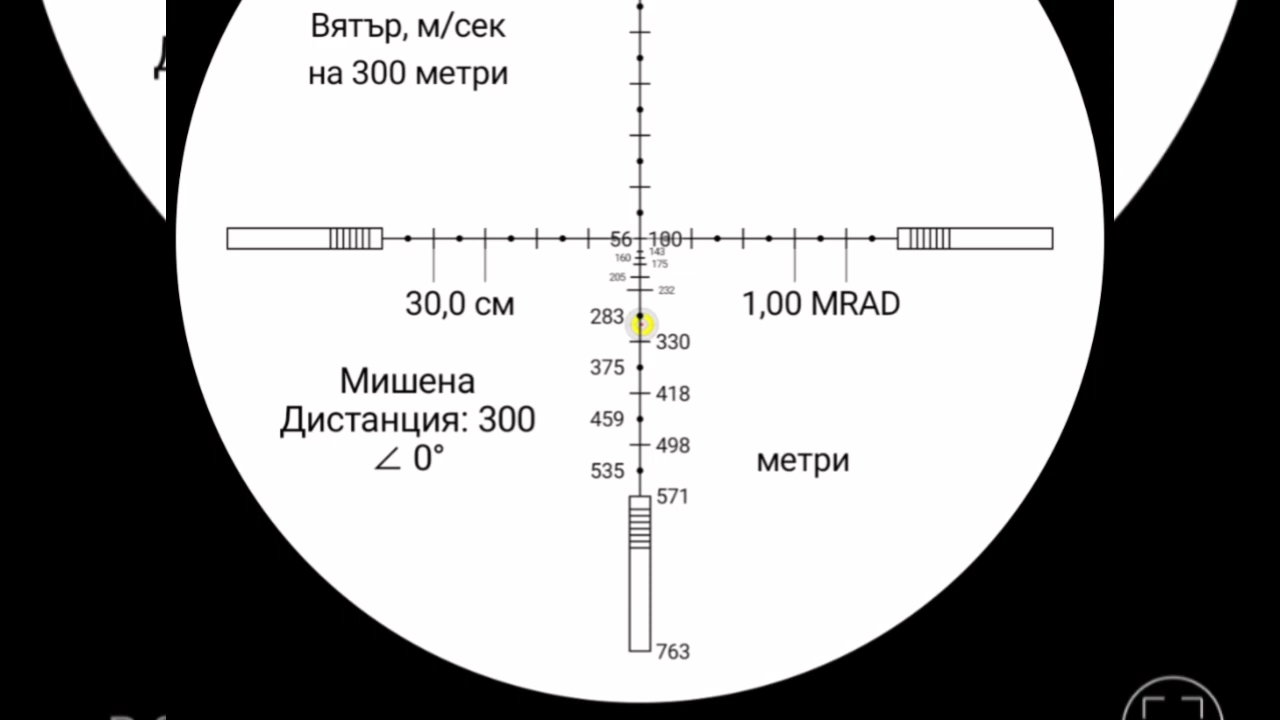 Вятър, м/сек
на 300 метри
56 100
143
160
175
205
232
30,0 см
1,00 MRAD
283
330
375
418
459
498
535
571
763
Мишена
Дистанция: 300
∠ 0°
метри